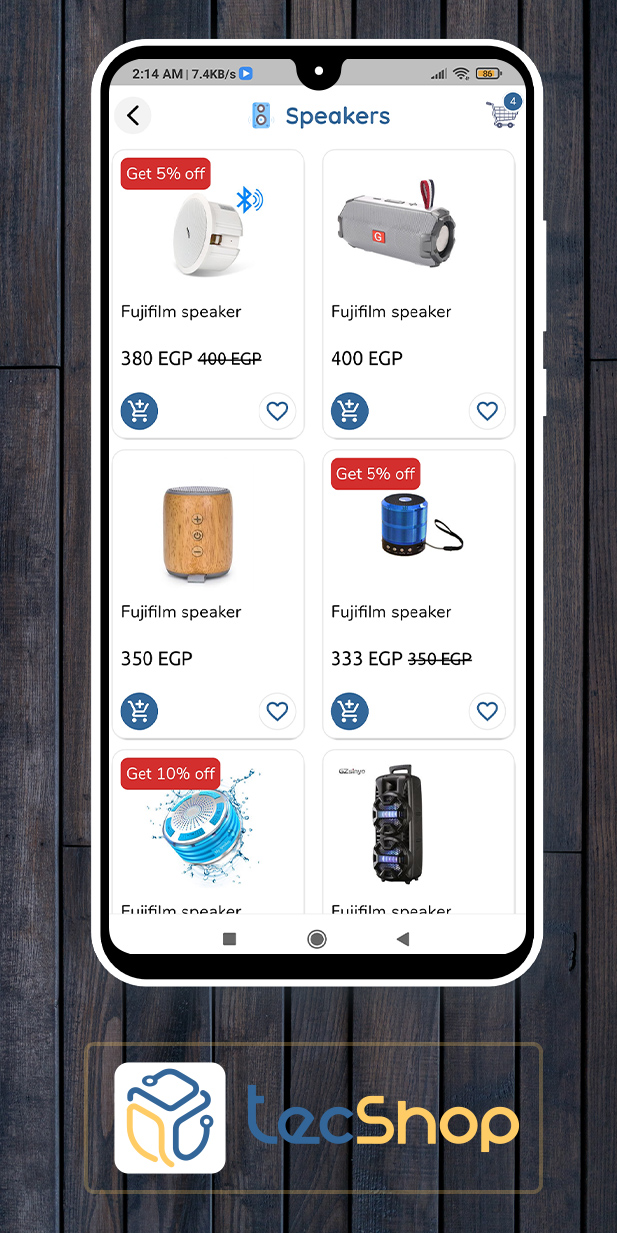 2:14 AM | 7.4KB/s
86
Speakers
4
Get 5% off
G
Fujifilm speaker
Fujifilm speaker
380 EGP 400 EGP
400 EGP
Get 5% off
Fujifilm speaker
Fujifilm speaker
350 EGP
333 EGP 350 EGP
Get 10% off
GZsinyo
Fujifilm speaker
Fujifilm speaker
tecShop